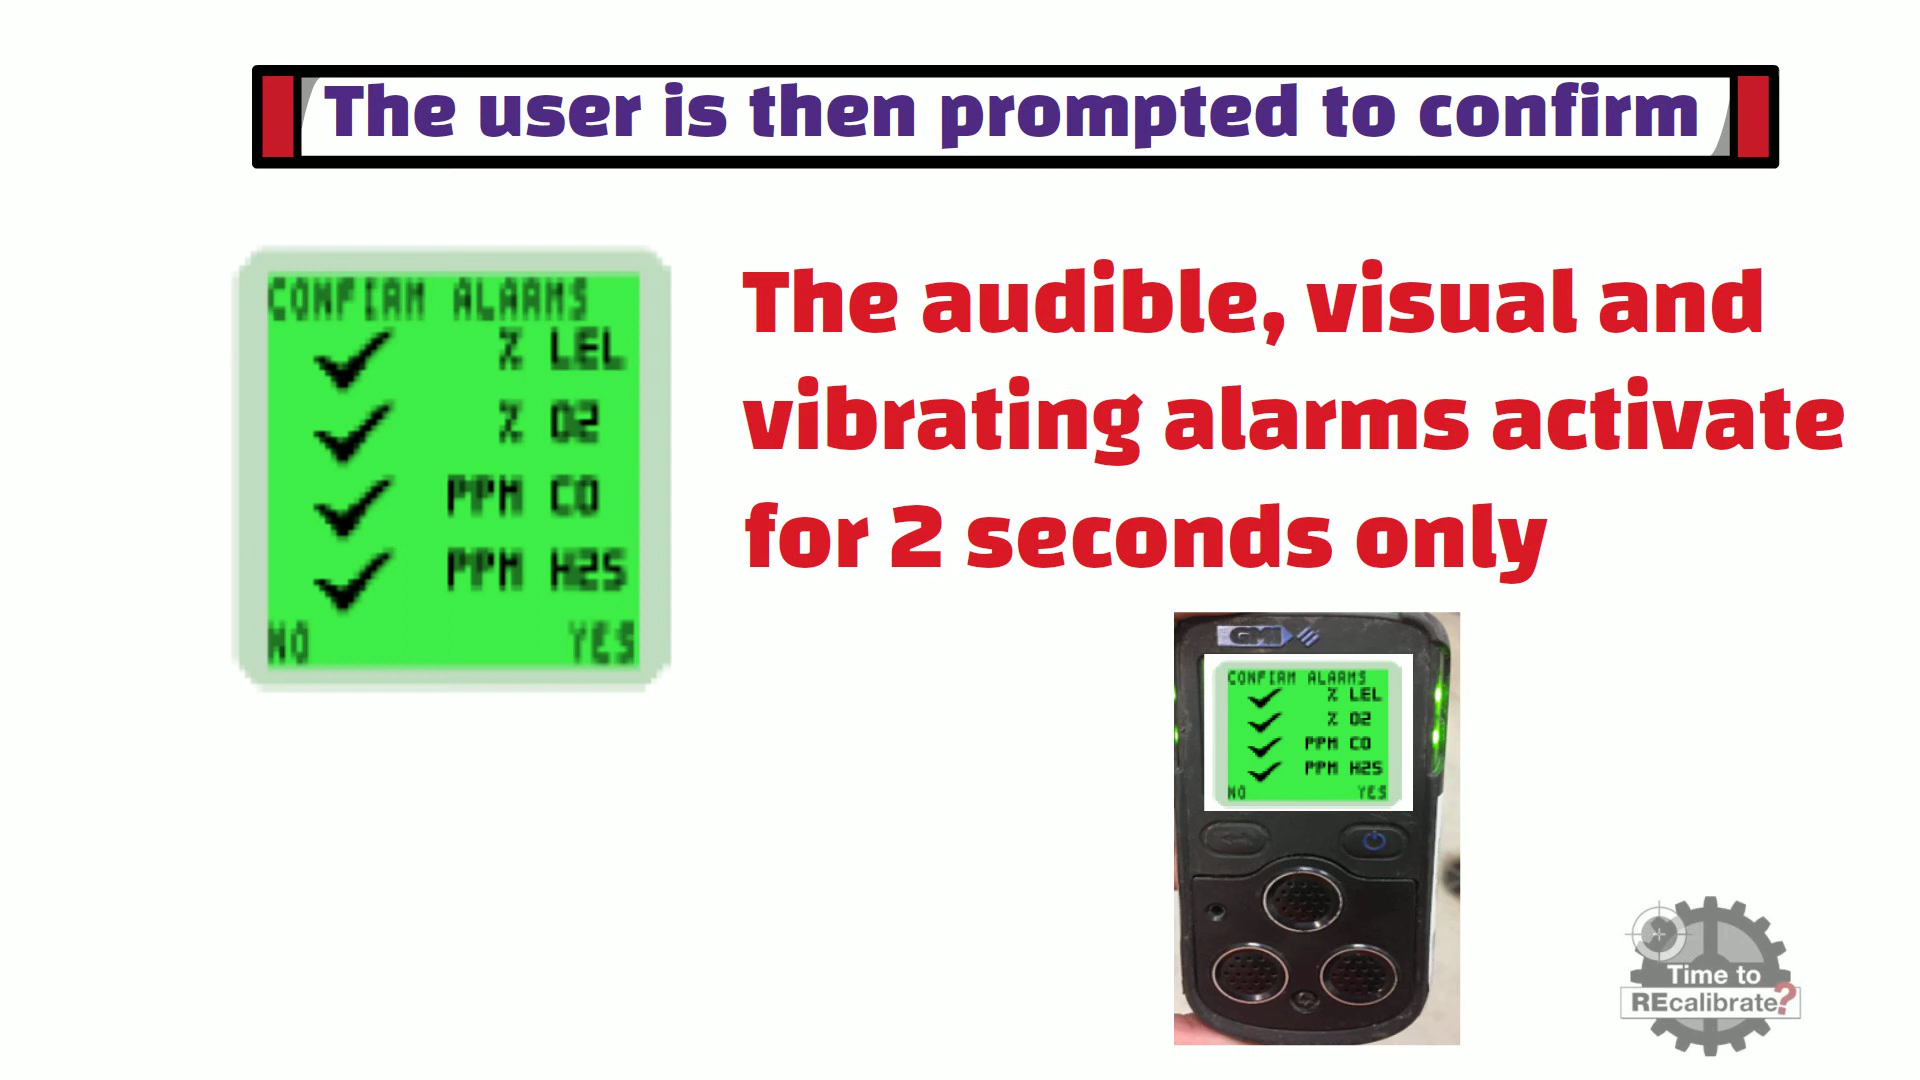 The user is then prompted to confirm
CONFIRM ALARMS
% LEL
% O2
PPM CO
PPM H2S
NO YES
The audible, visual and
vibrating alarms activate
for 2 seconds only
GMI
CONFIRM ALARMS
% LEL
% O2
PPM CO
PPM H2S
NO YES
Time to
REcalibrate?